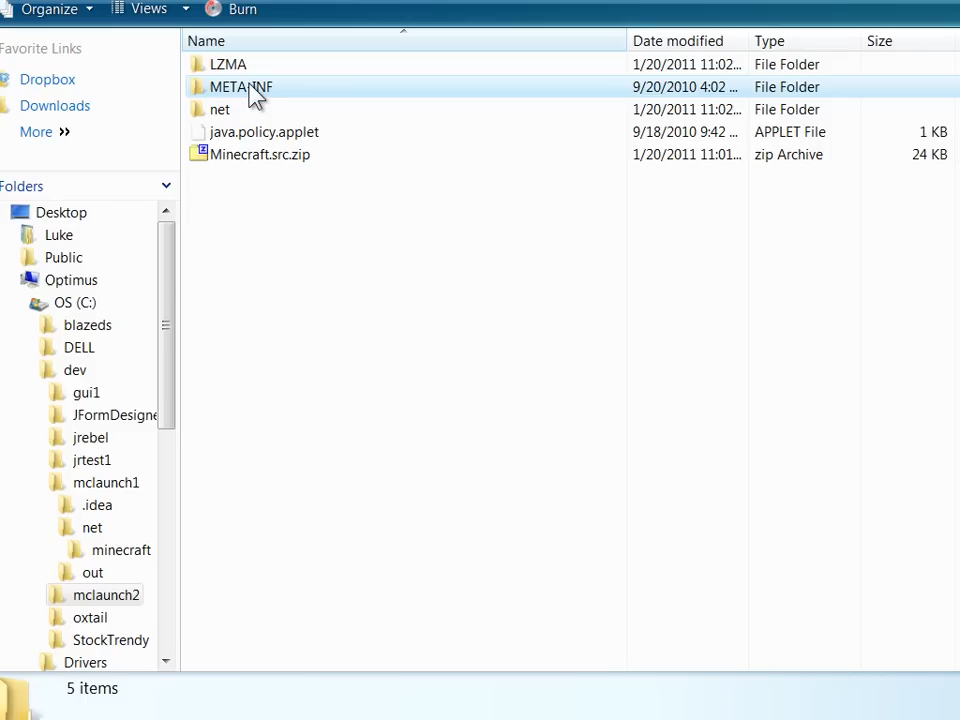 Organize Views Burn
Favorite Links
Dropbox
Downloads
More
Folders
Desktop
Luke
Public
Optimus
OS (C:)
blazeds
DELL
dev
gui1
JFormDesigne
jrebel
jrtest1
mclaunch1
.idea
net
minecraft
out
mclaunch2
oxtail
StockTrendy
Drivers
Name Date modified Type Size
LZMA 1/20/2011 11:02... File Folder
META-INF 9/20/2010 4:02 ... File Folder
net 1/20/2011 11:02... File Folder
java.policy.applet 9/18/2010 9:42 ... APPLET File 1 KB
Minecraft.src.zip 1/20/2011 11:01... zip Archive 24 KB
5 items